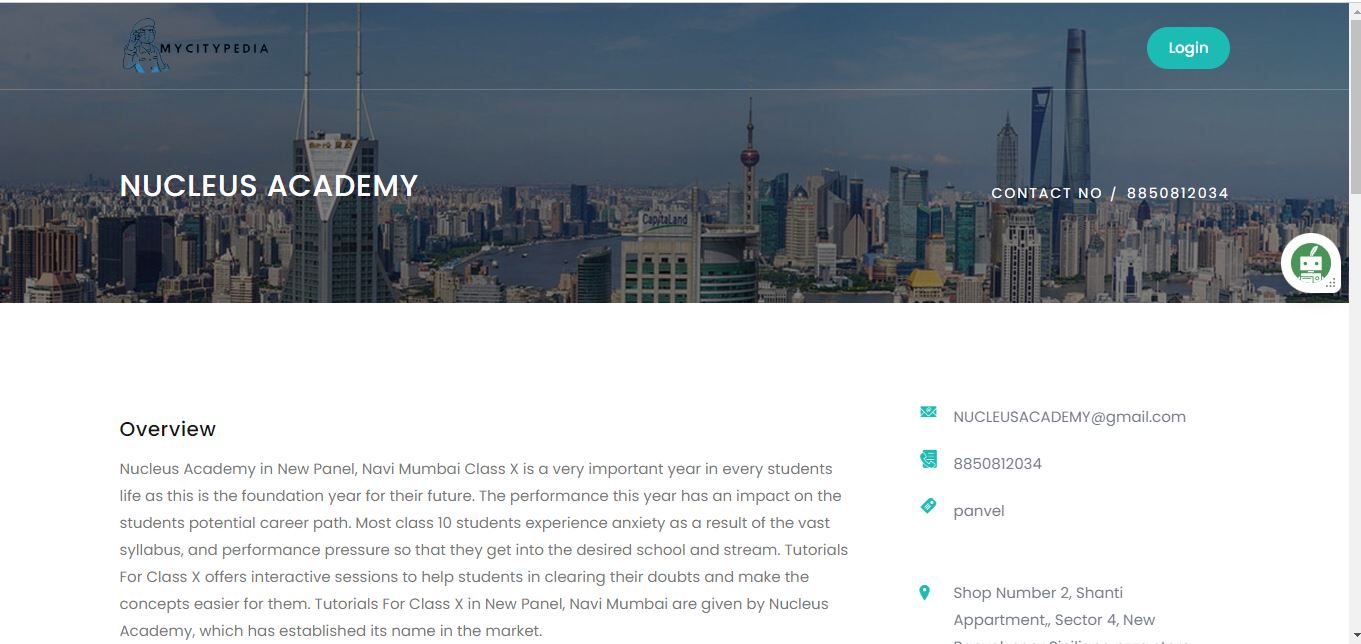 MYCITYPEDIA
Login
NUCLEUS ACADEMY
CONTACT NO / 8850812034
CapitaLand
Overview
Nucleus Academy in New Panel, Navi Mumbai Class X is a very important year in every students
life as this is the foundation year for their future. The performance this year has an impact on the
students potential career path. Most class 10 students experience anxiety as a result of the vast
syllabus, and performance pressure so that they get into the desired school and stream. Tutorials
For Class X offers interactive sessions to help students in clearing their doubts and make the
concepts easier for them. Tutorials For Class X in New Panel, Navi Mumbai are given by Nucleus
Academy, which has established its name in the market.
NUCLEUSACADEMY@gmail.com
8850812034
panvel
Shop Number 2, Shanti
Appartment,, Sector 4, New